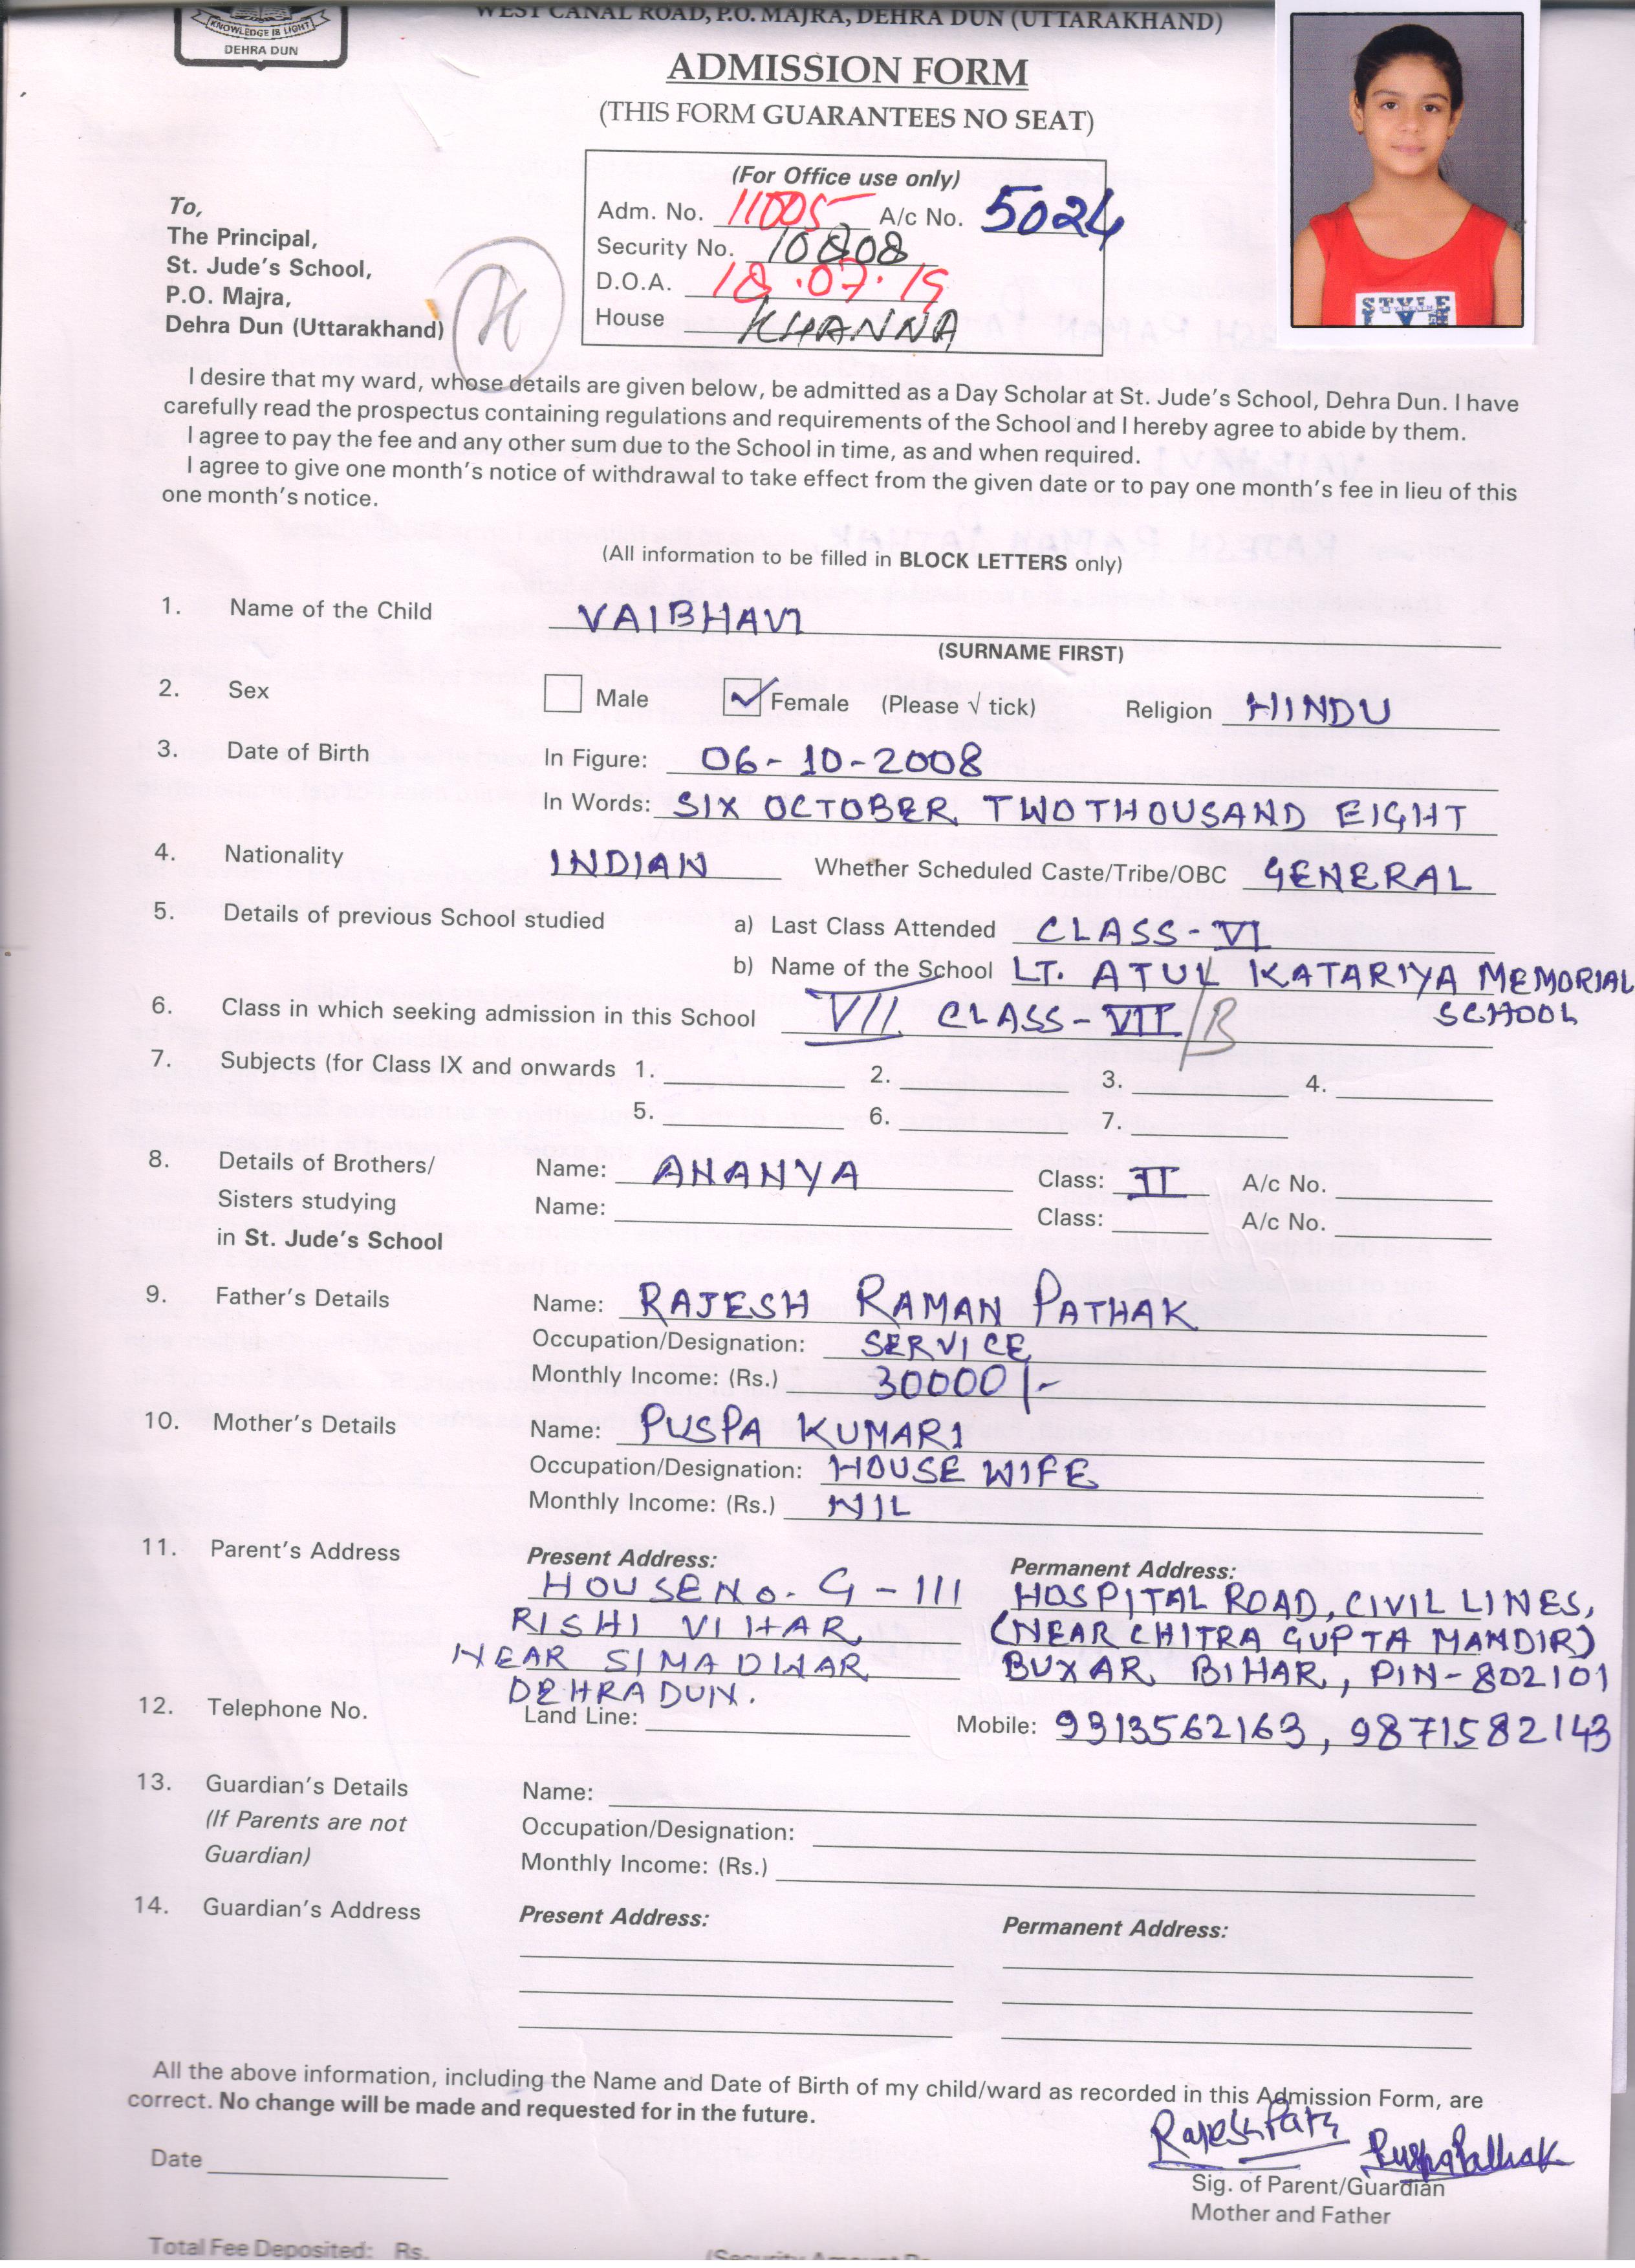 WEST CANAL ROAD, P.O. MAJRA, DEHRA DUN (UTTARAKHAND)
KNOWLEDGE IS LIGHT
DEHRA DUN
ADMISSION FORM
(THIS FORM GUARANTEES NO SEAT)
(For Office use only)
Adm. No. 11005 A/c No. 5024
Security No. 10808
D.O.A. 18.07.19
House KHANNA
To,
The Principal,
St. Jude's School,
P.O. Majra,
Dehra Dun (Uttarakhand)
STYLE
I desire that my ward, whose details are given below, be admitted as a Day Scholar at St. Jude's School, Dehra Dun. I have
carefully read the prospectus containing regulations and requirements of the School and I hereby agree to abide by them.
I agree to pay the fee and any other sum due to the School in time, as and when required.
I agree to give one month's notice of withdrawal to take effect from the given date or to pay one month's fee in lieu of this
one month's notice.
(All information to be filled in BLOCK LETTERS only)
1. Name of the Child VAIBHAVI
(SURNAME FIRST)
2. Sex Male Female (Please √ tick) Religion HINDU
3. Date of Birth In Figure: 06-10-2008
In Words: SIX OCTOBER TWO THOUSAND EIGHT
4. Nationality INDIAN Whether Scheduled Caste/Tribe/OBC GENERAL
5. Details of previous School studied a) Last Class Attended CLASS-VI
b) Name of the School LT. ATUL KATARIYA MEMORIAL
SCHOOL
6. Class in which seeking admission in this School VII CLASS-VII/B
7. Subjects (for Class IX and onwards 1. 2. 3. 4.
5. 6. 7.
8. Details of Brothers/ Name: ANANYA Class: II A/c No.
Sisters studying Name: Class: A/c No.
in St. Jude's School
9. Father's Details Name: RAJESH RAMAN PATHAK
Occupation/Designation: SERVICE
Monthly Income: (Rs.) 30000/-
10. Mother's Details Name: PUSPA KUMARI
Occupation/Designation: HOUSE WIFE
Monthly Income: (Rs.) NIL
11. Parent's Address Present Address: Permanent Address:
HOUSE No. G-111 HOSPITAL ROAD, CIVIL LINES,
RISHI VIHAR (NEAR CHITRA GUPTA MANDIR)
NEAR SIMA DWAR BUXAR, BIHAR, PIN-802101
DEHRADUN.
12. Telephone No. Land Line: Mobile: 9313562163, 9871582143
13. Guardian's Details Name:
(If Parents are not Occupation/Designation:
Guardian) Monthly Income: (Rs.)
14. Guardian's Address Present Address: Permanent Address:
All the above information, including the Name and Date of Birth of my child/ward as recorded in this Admission Form, are
correct. No change will be made and requested for in the future.
Date
Puspa Pathak
Sig. of Parent/Guardian
Mother and Father
Total Fee Deposited: Rs.